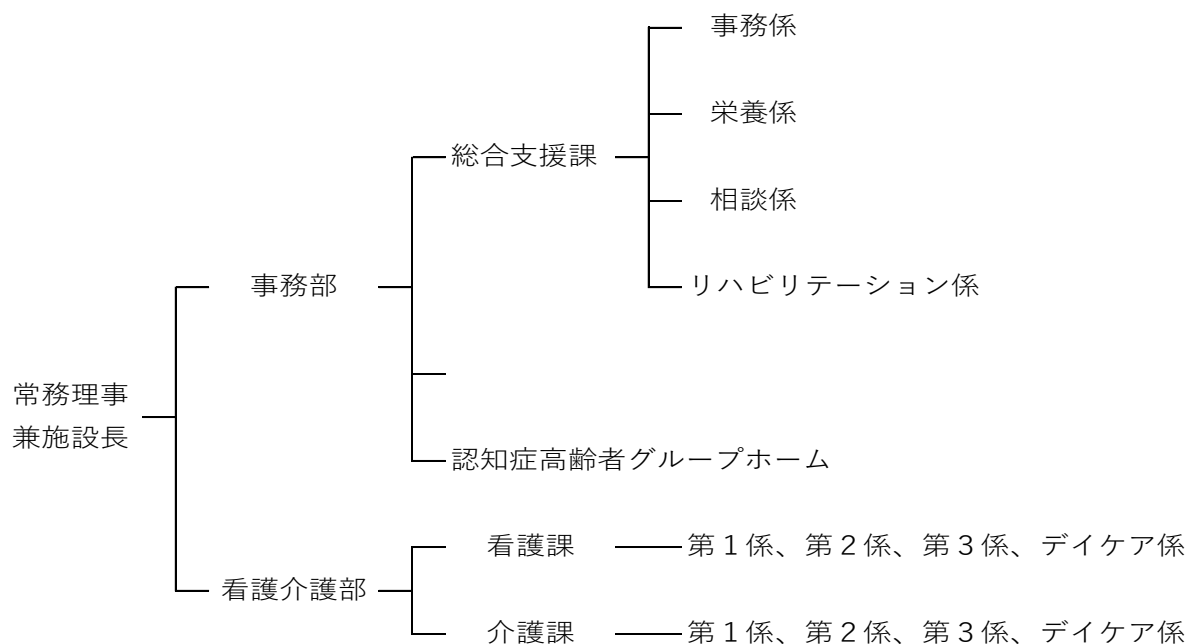 事務係
栄養係
総合支援課
相談係
事務部
リハビリテーション係
常務理事
兼施設長
認知症高齢者グループホーム
看護課 第１係、第２係、第３係、デイケア係
看護介護部
介護課 第１係、第２係、第３係、デイケア係